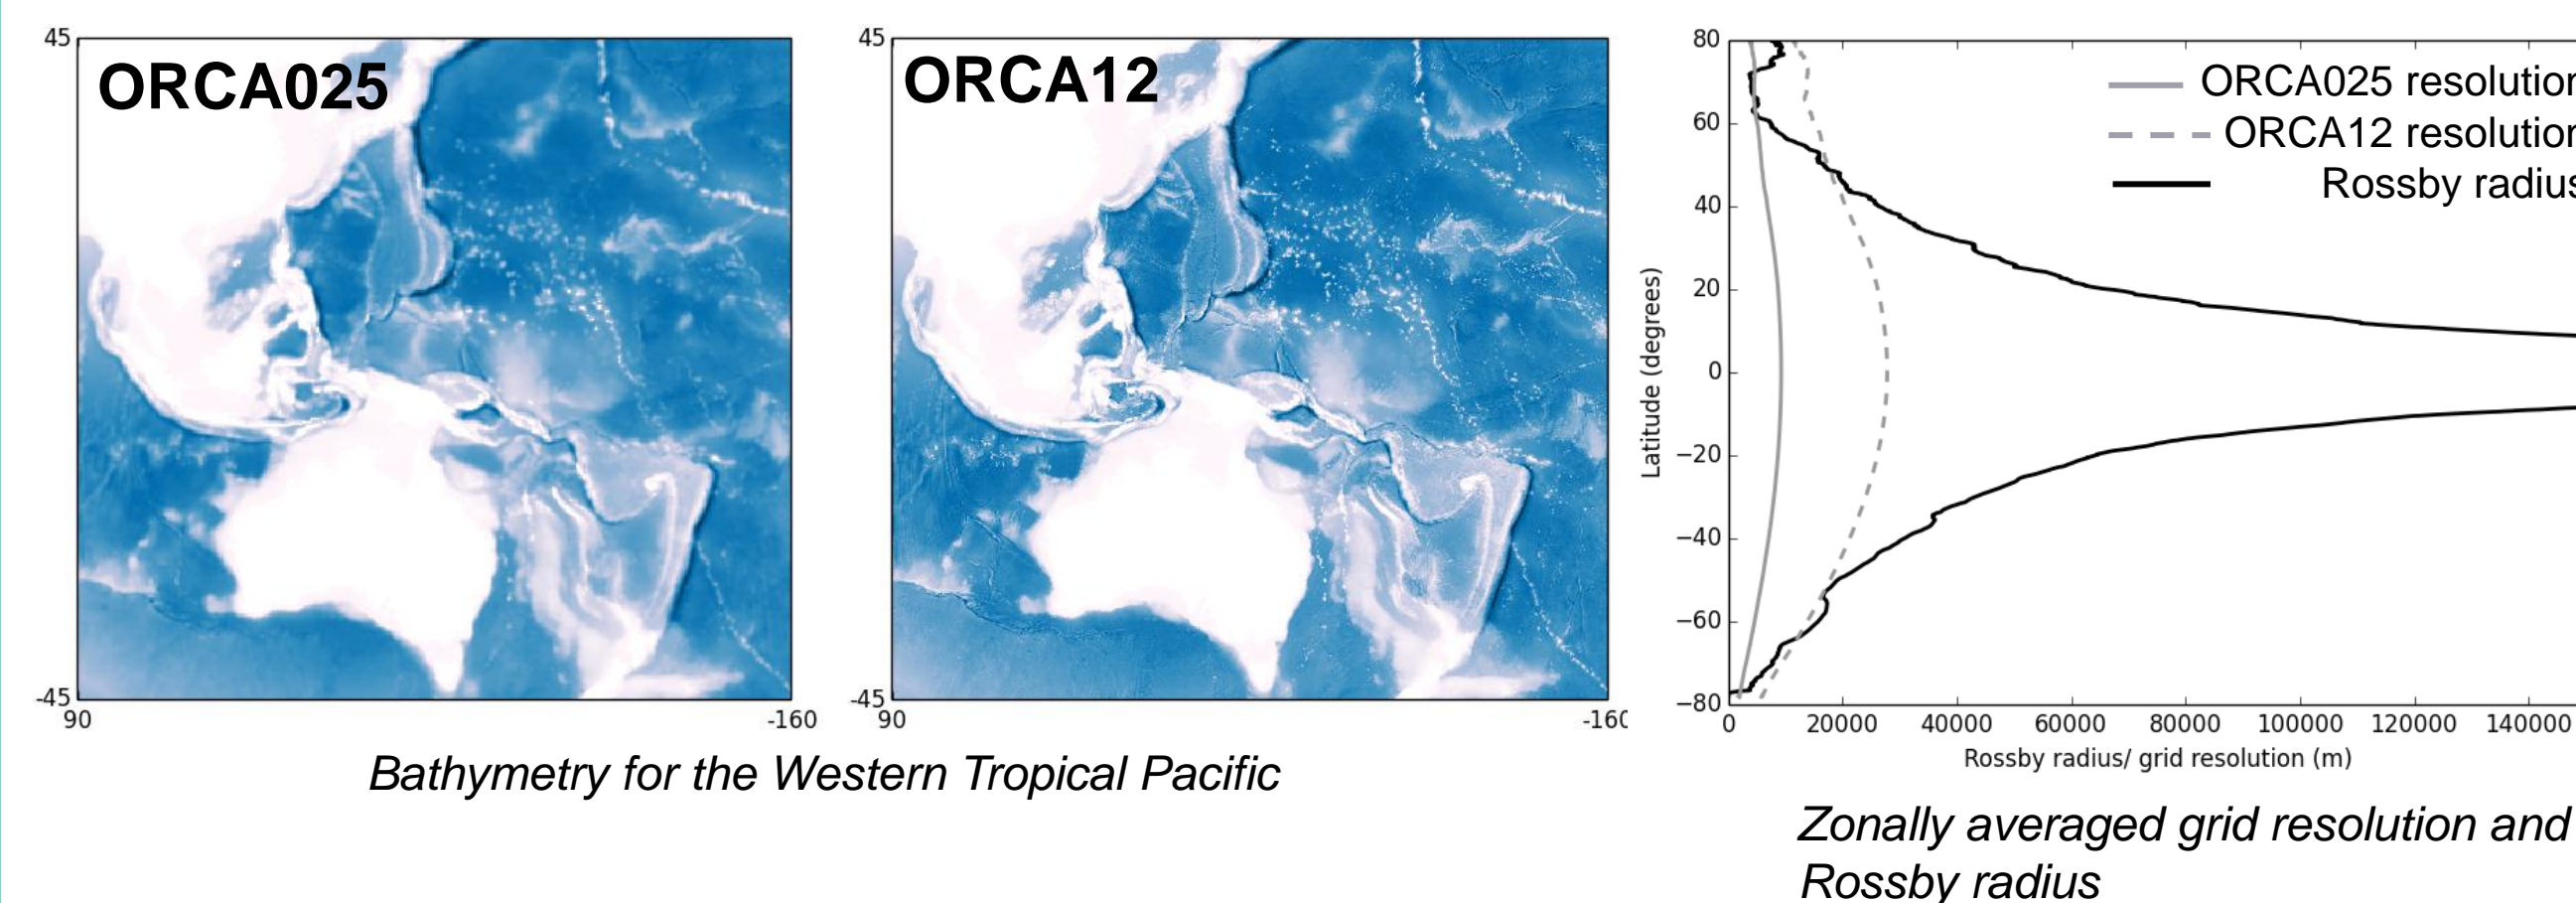 ORCA025
45
-45
90
-160
ORCA12
45
-45
90
-160
Bathymetry for the Western Tropical Pacific
ORCA025 resolution
ORCA12 resolution
Rossby radius
80
60
40
20
0
−20
−40
−60
−80
Latitude (degrees)
0 20000 40000 60000 80000 100000 120000 140000
Rossby radius/ grid resolution (m)
Zonally averaged grid resolution and
Rossby radius